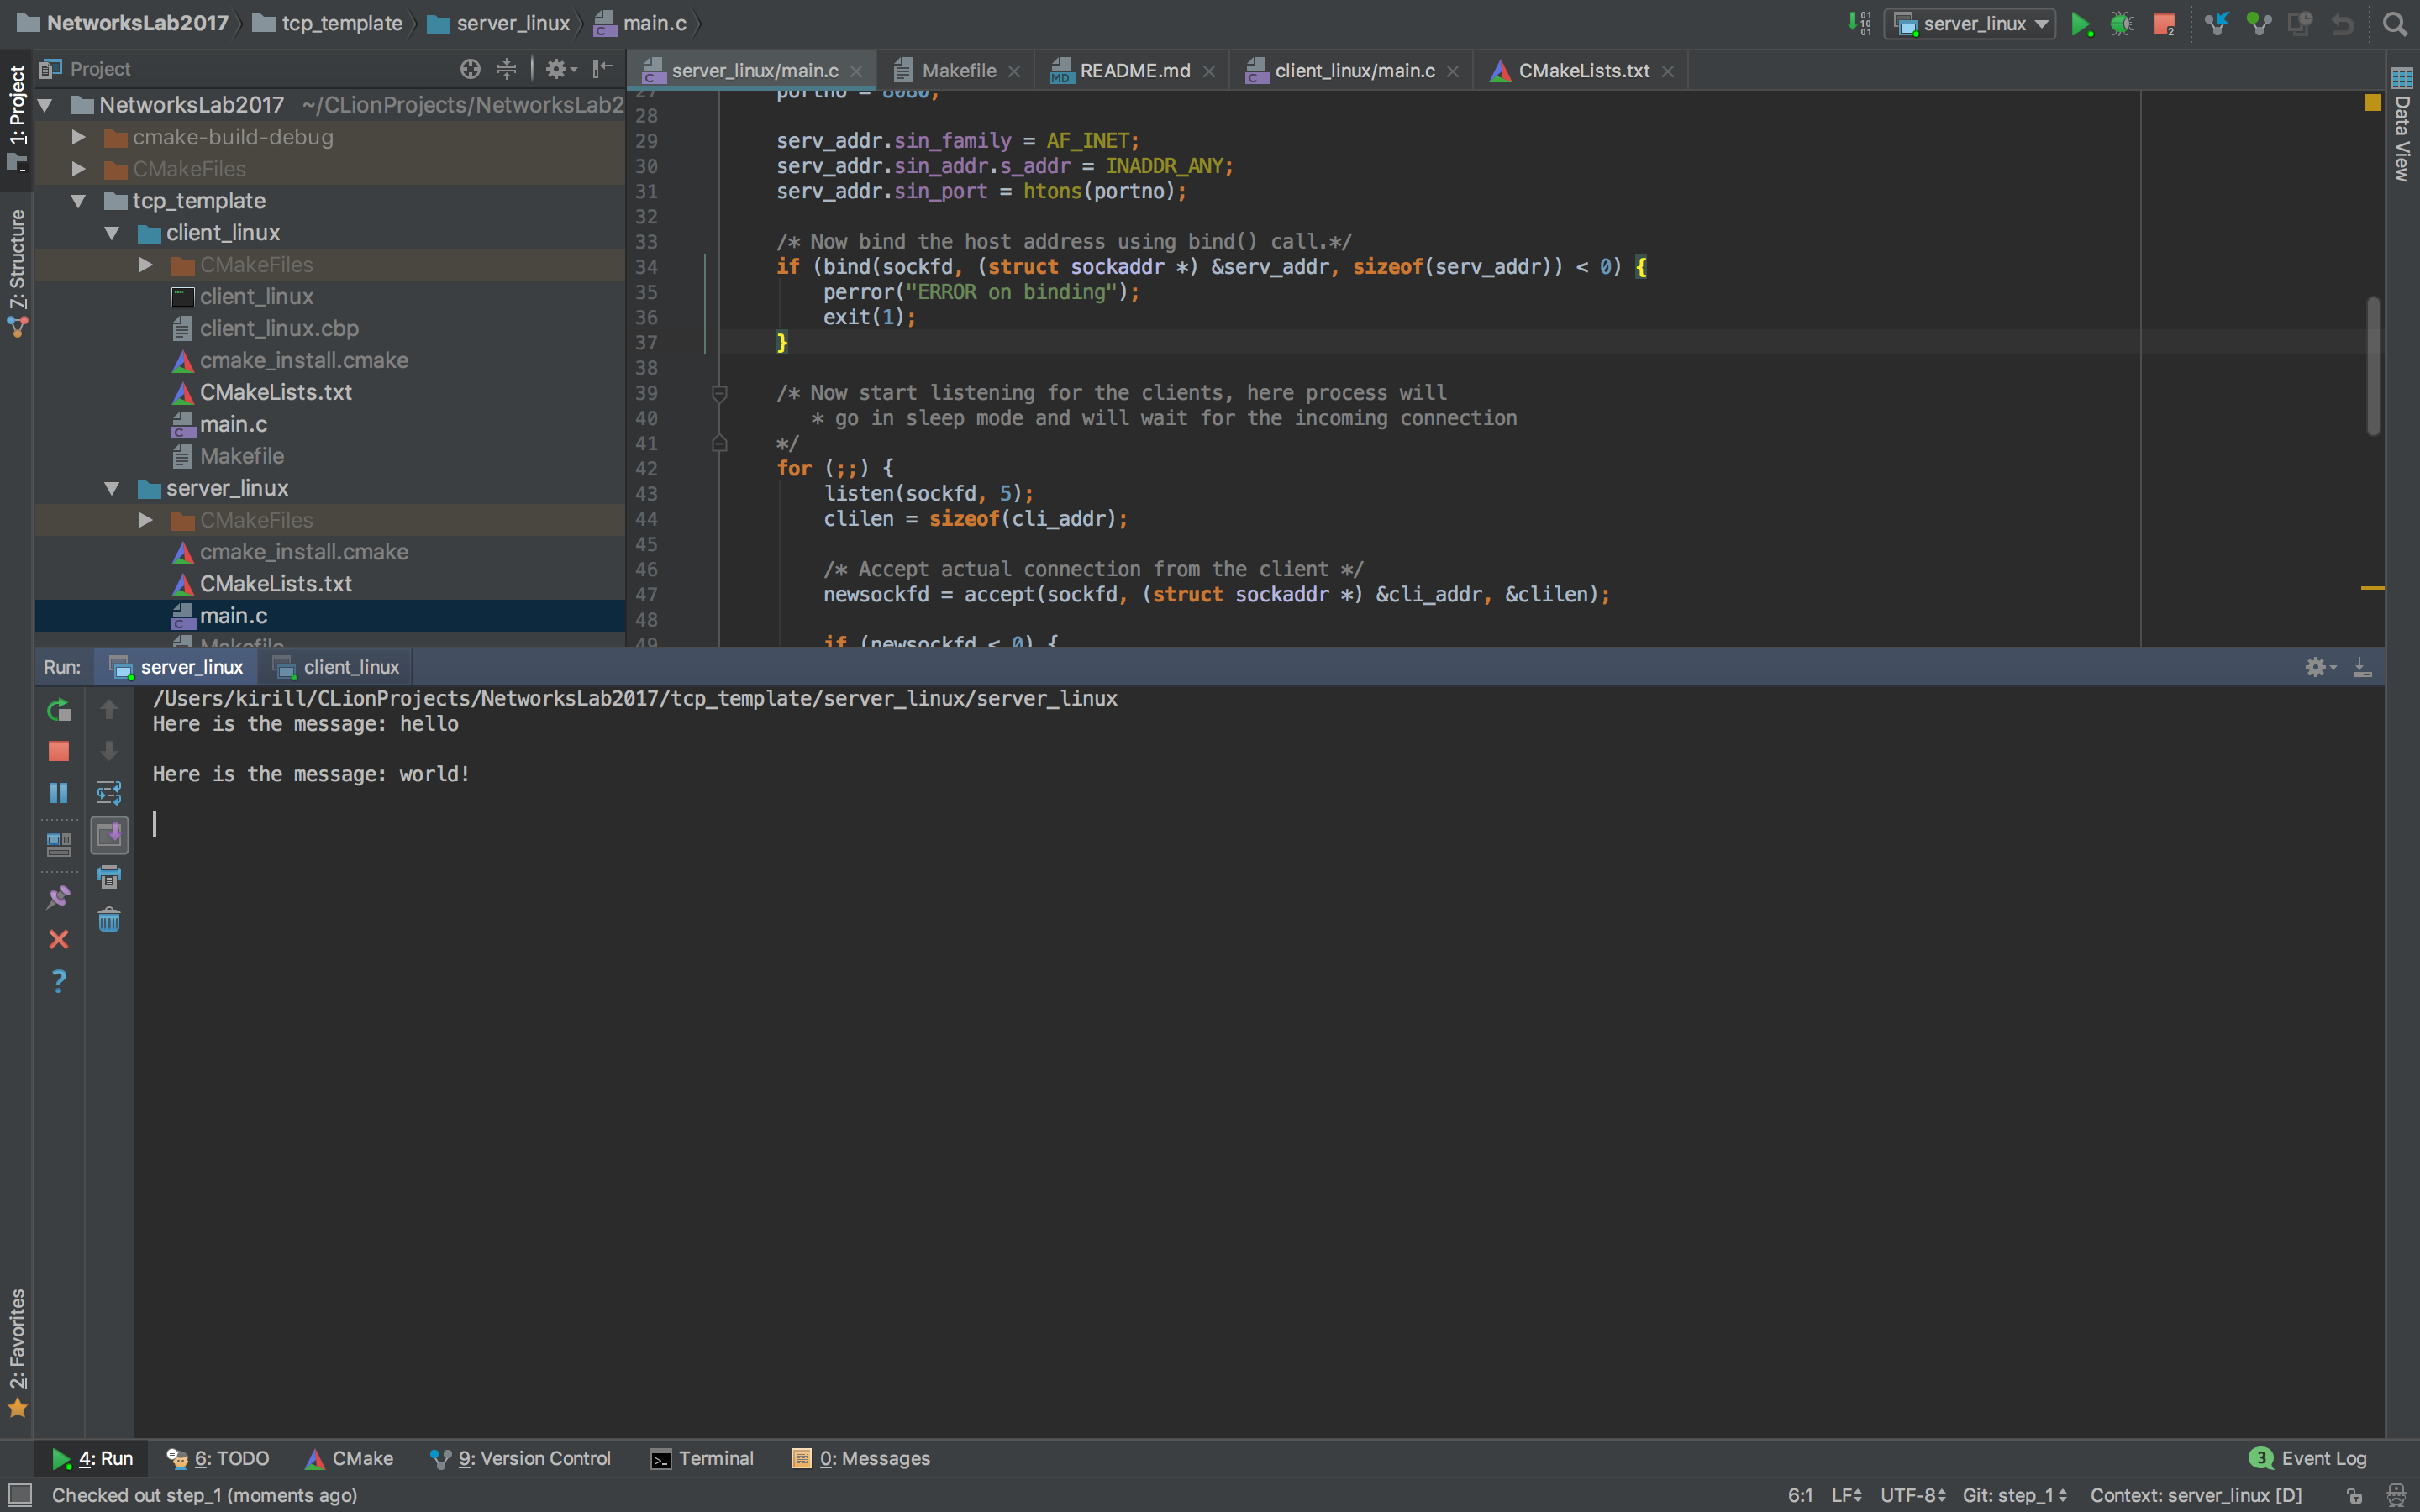 NetworksLab2017 tcp_template server_linux main.c
server_linux
Project
server_linux/main.c Makefile README.md client_linux/main.c CMakeLists.txt
1: Project
7: Structure
2: Favorites
Data View
NetworksLab2017 ~/CLionProjects/NetworksLab2
cmake-build-debug
CMakeFiles
tcp_template
client_linux
CMakeFiles
client_linux
client_linux.cbp
cmake_install.cmake
CMakeLists.txt
main.c
Makefile
server_linux
CMakeFiles
cmake_install.cmake
CMakeLists.txt
main.c
Makefile
27 portno = 8080;
28
29 serv_addr.sin_family = AF_INET;
30 serv_addr.sin_addr.s_addr = INADDR_ANY;
31 serv_addr.sin_port = htons(portno);
32
33 /* Now bind the host address using bind() call.*/
34 if (bind(sockfd, (struct sockaddr *) &serv_addr, sizeof(serv_addr)) < 0) {
35 perror("ERROR on binding");
36 exit(1);
37 }
38
39 /* Now start listening for the clients, here process will
40 * go in sleep mode and will wait for the incoming connection
41 */
42 for (;;) {
43 listen(sockfd, 5);
44 clilen = sizeof(cli_addr);
45
46 /* Accept actual connection from the client */
47 newsockfd = accept(sockfd, (struct sockaddr *) &cli_addr, &clilen);
48
49 if (newsockfd < 0) {
Run: server_linux client_linux
/Users/kirill/CLionProjects/NetworksLab2017/tcp_template/server_linux/server_linux
Here is the message: hello
Here is the message: world!
4: Run 6: TODO CMake 9: Version Control Terminal 0: Messages 3 Event Log
Checked out step_1 (moments ago) 6:1 LF UTF-8 Git: step_1 Context: server_linux [D]